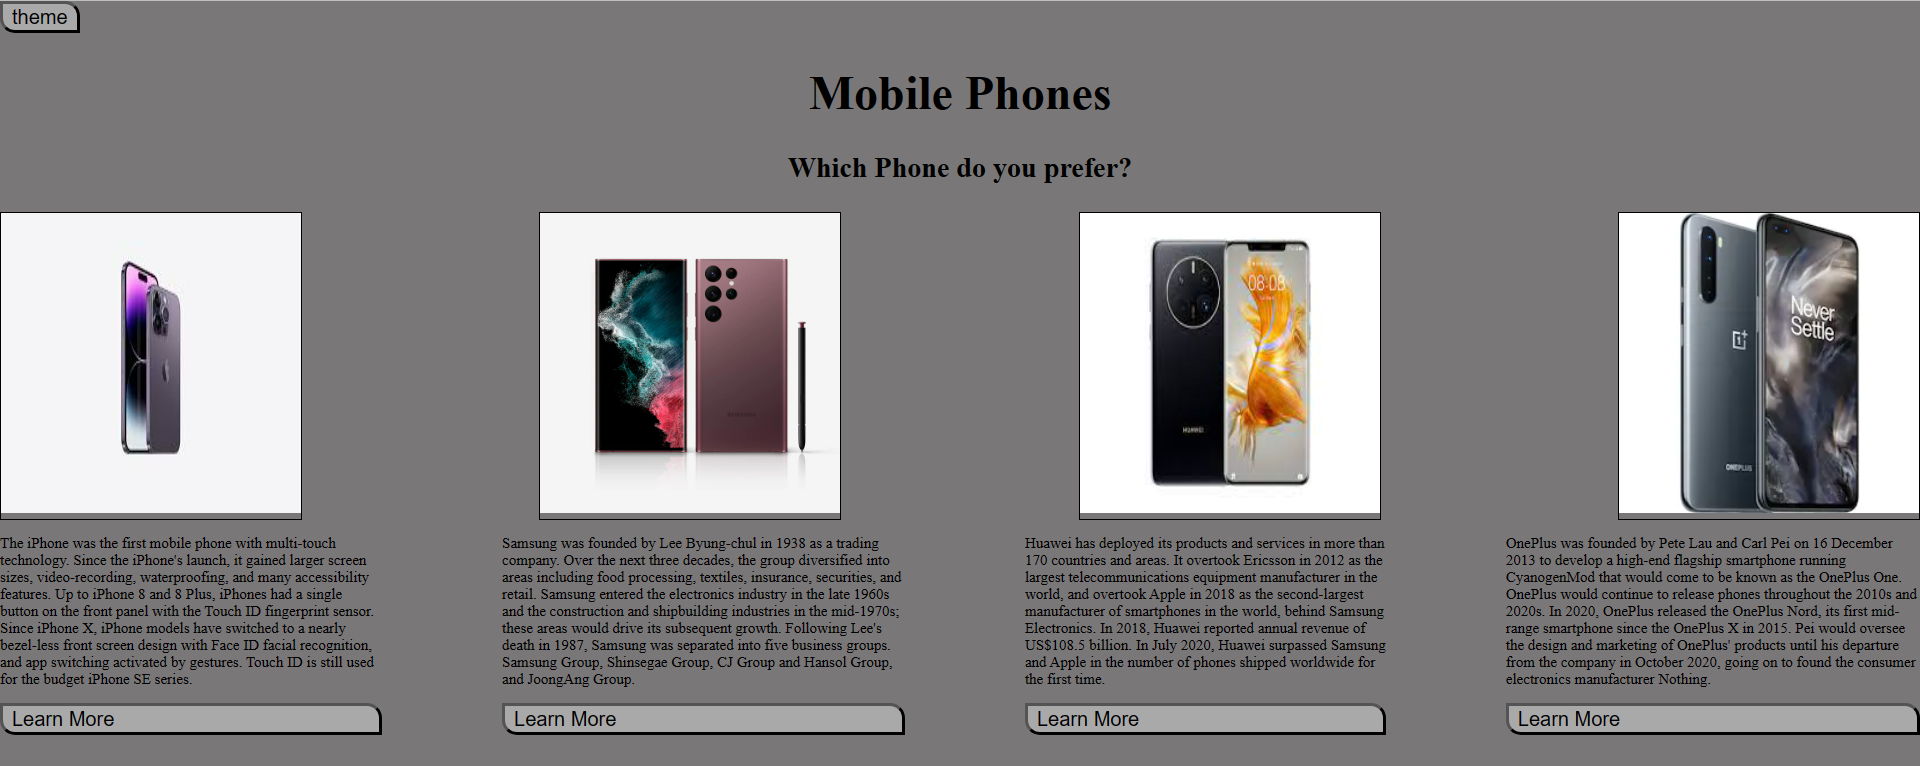 theme
Mobile Phones
Which Phone do you prefer?
SAMSUNG
08:08
HUAWEI
Never
Settle
1+
ONEPLUS
The iPhone was the first mobile phone with multi-touch
technology. Since the iPhone's launch, it gained larger screen
sizes, video-recording, waterproofing, and many accessibility
features. Up to iPhone 8 and 8 Plus, iPhones had a single
button on the front panel with the Touch ID fingerprint sensor.
Since iPhone X, iPhone models have switched to a nearly
bezel-less front screen design with Face ID facial recognition,
and app switching activated by gestures. Touch ID is still used
for the budget iPhone SE series.
Learn More
Samsung was founded by Lee Byung-chul in 1938 as a trading
company. Over the next three decades, the group diversified into
areas including food processing, textiles, insurance, securities, and
retail. Samsung entered the electronics industry in the late 1960s
and the construction and shipbuilding industries in the mid-1970s;
these areas would drive its subsequent growth. Following Lee's
death in 1987, Samsung was separated into five business groups.
Samsung Group, Shinsegae Group, CJ Group and Hansol Group,
and JoongAng Group.
Learn More
Huawei has deployed its products and services in more than
170 countries and areas. It overtook Ericsson in 2012 as the
largest telecommunications equipment manufacturer in the
world, and overtook Apple in 2018 as the second-largest
manufacturer of smartphones in the world, behind Samsung
Electronics. In 2018, Huawei reported annual revenue of
US$108.5 billion. In July 2020, Huawei surpassed Samsung
and Apple in the number of phones shipped worldwide for
the first time.
Learn More
OnePlus was founded by Pete Lau and Carl Pei on 16 December
2013 to develop a high-end flagship smartphone running
CyanogenMod that would come to be known as the OnePlus One.
OnePlus would continue to release phones throughout the 2010s and
2020s. In 2020, OnePlus released the OnePlus Nord, its first mid-
range smartphone since the OnePlus X in 2015. Pei would oversee
the design and marketing of OnePlus' products until his departure
from the company in October 2020, going on to found the consumer
electronics manufacturer Nothing.
Learn More